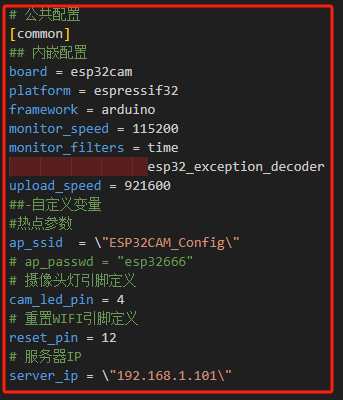 # 公共配置
[common]
## 内嵌配置
board = esp32cam
platform = espressif32
framework = arduino
monitor_speed = 115200
monitor_filters = time
esp32_exception_decoder
upload_speed = 921600
##-自定义变量
#热点参数
ap_ssid  = \"ESP32CAM_Config\"
# ap_passwd = "esp32666"
# 摄像头灯引脚定义
cam_led_pin = 4
# 重置WIFI引脚定义
reset_pin = 12
# 服务器IP
server_ip = \"192.168.1.101\"